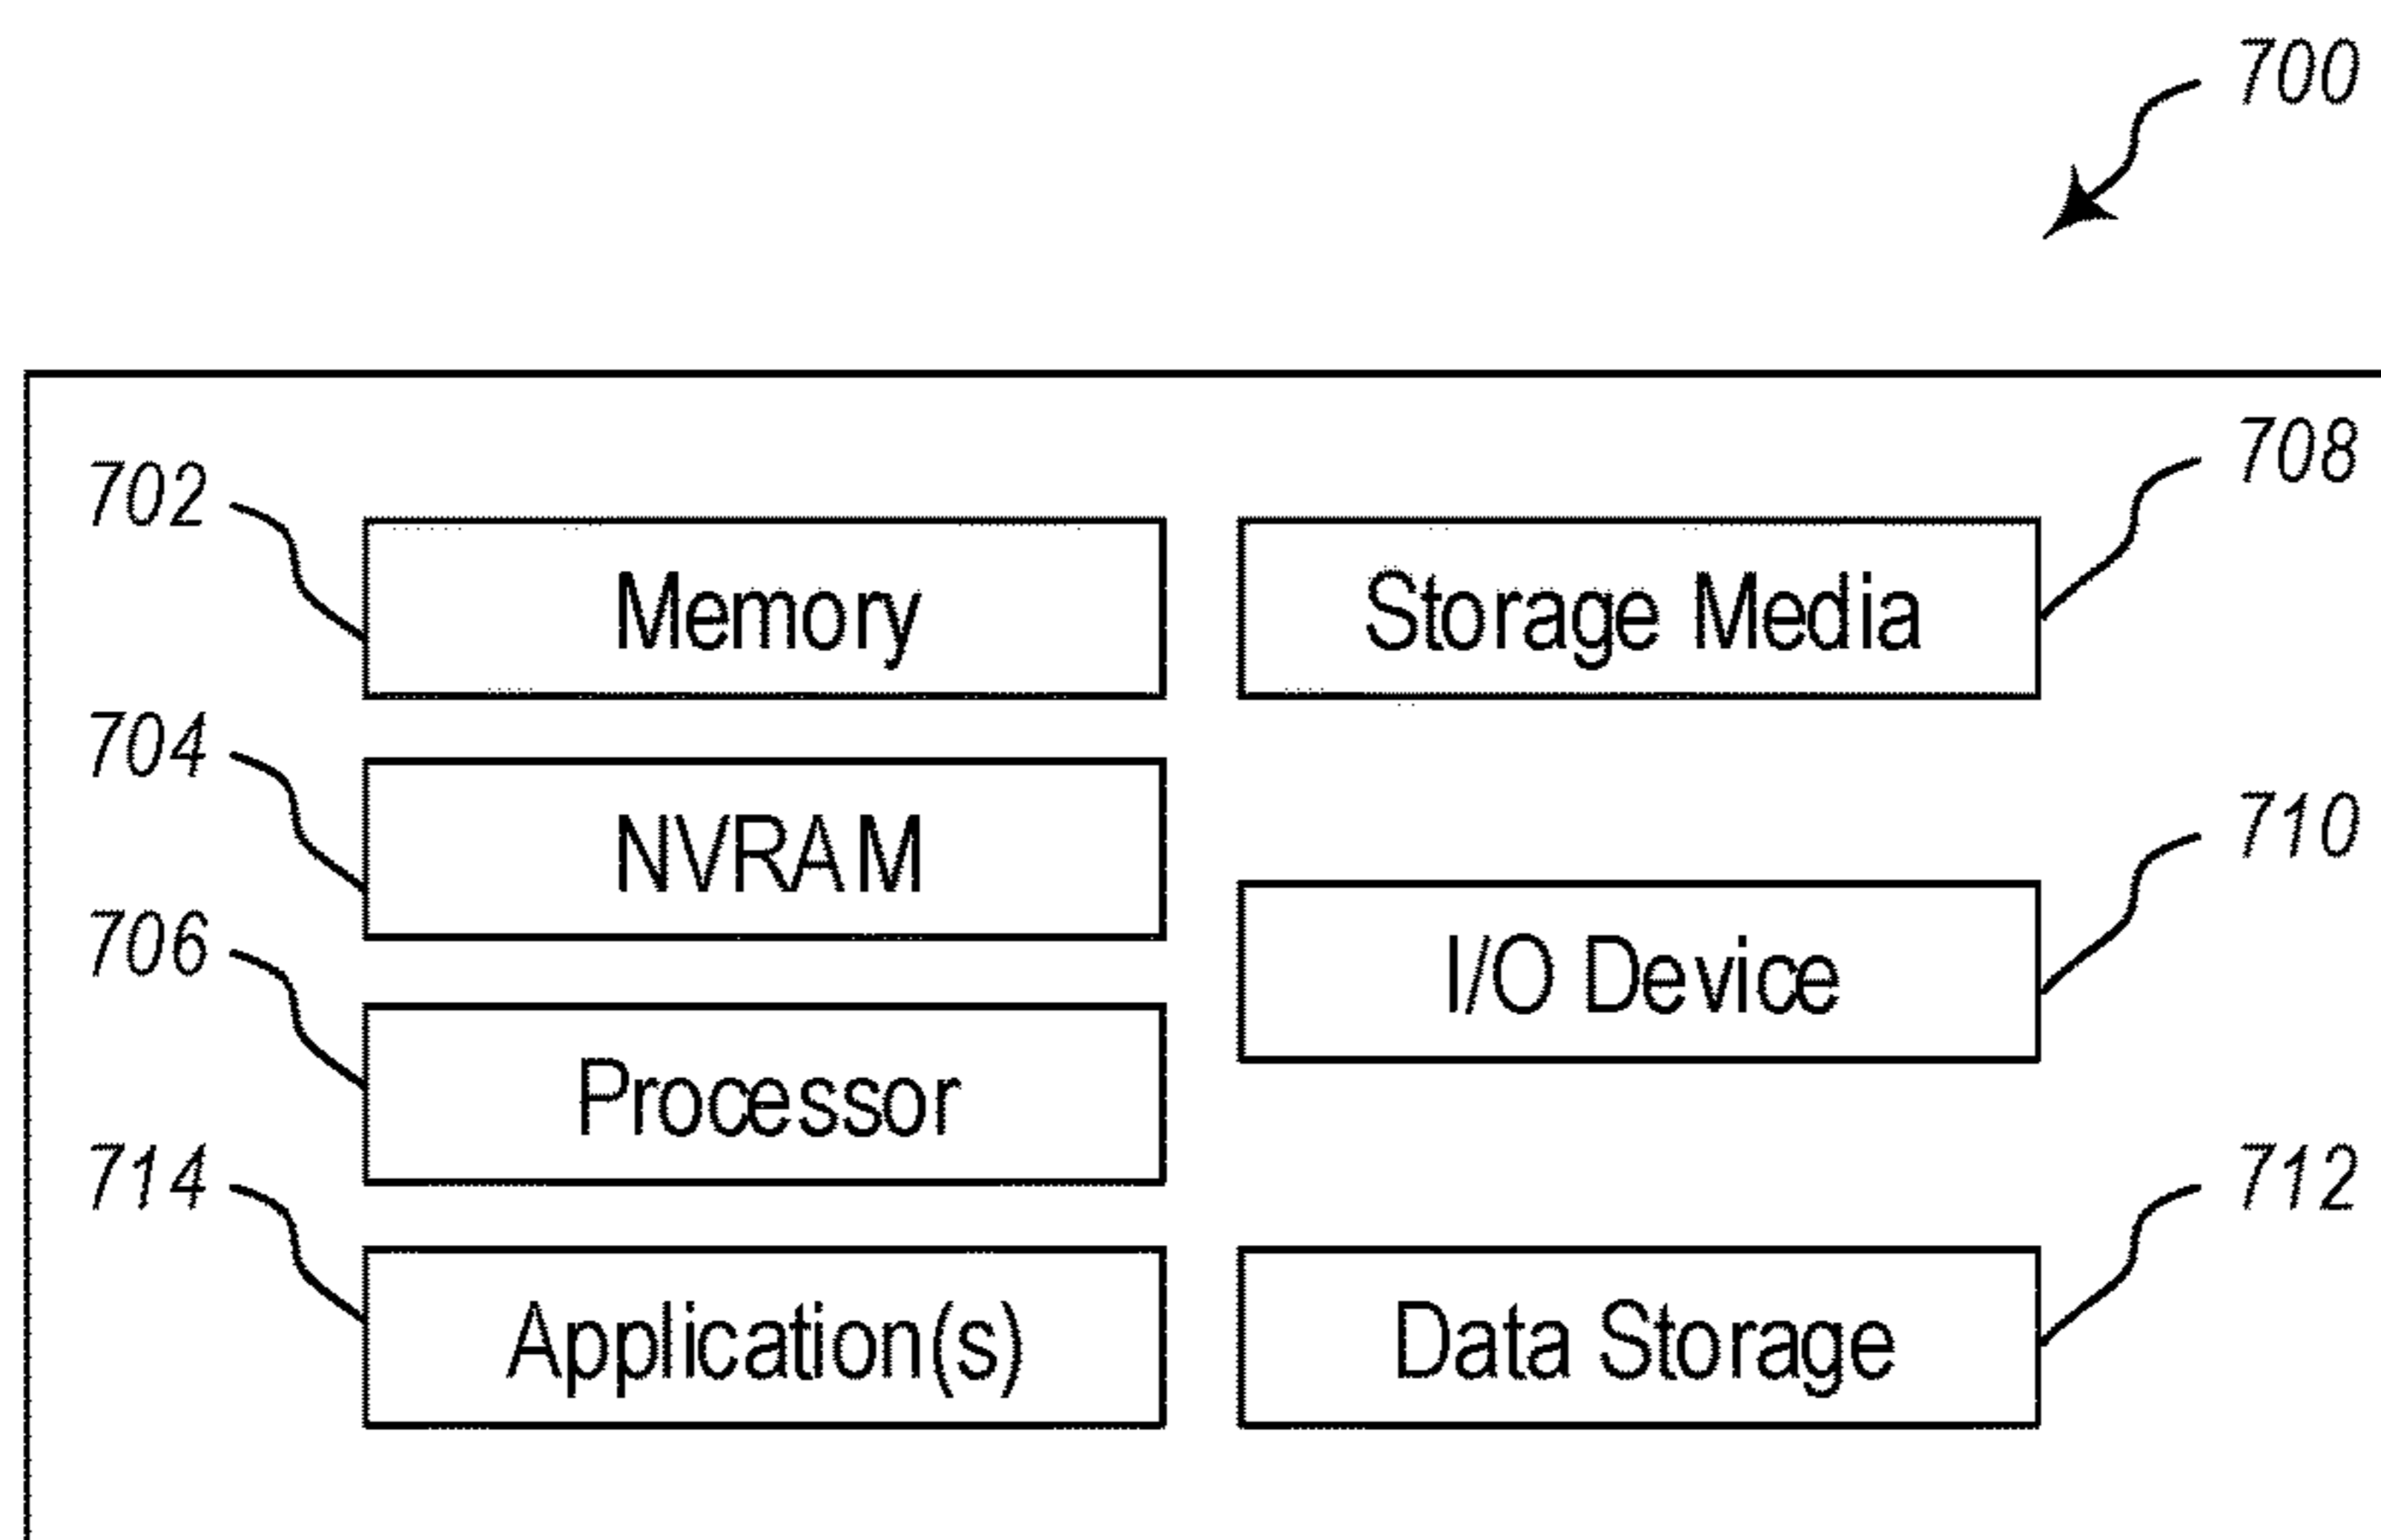 700
708
702
Memory
Storage Media
704
NVRAM
710
706
I/O Device
Processor
714
712
Application(s)
Data Storage